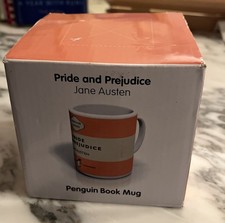 Pride and Prejudice
Jane Austen
Penguin Book Mug